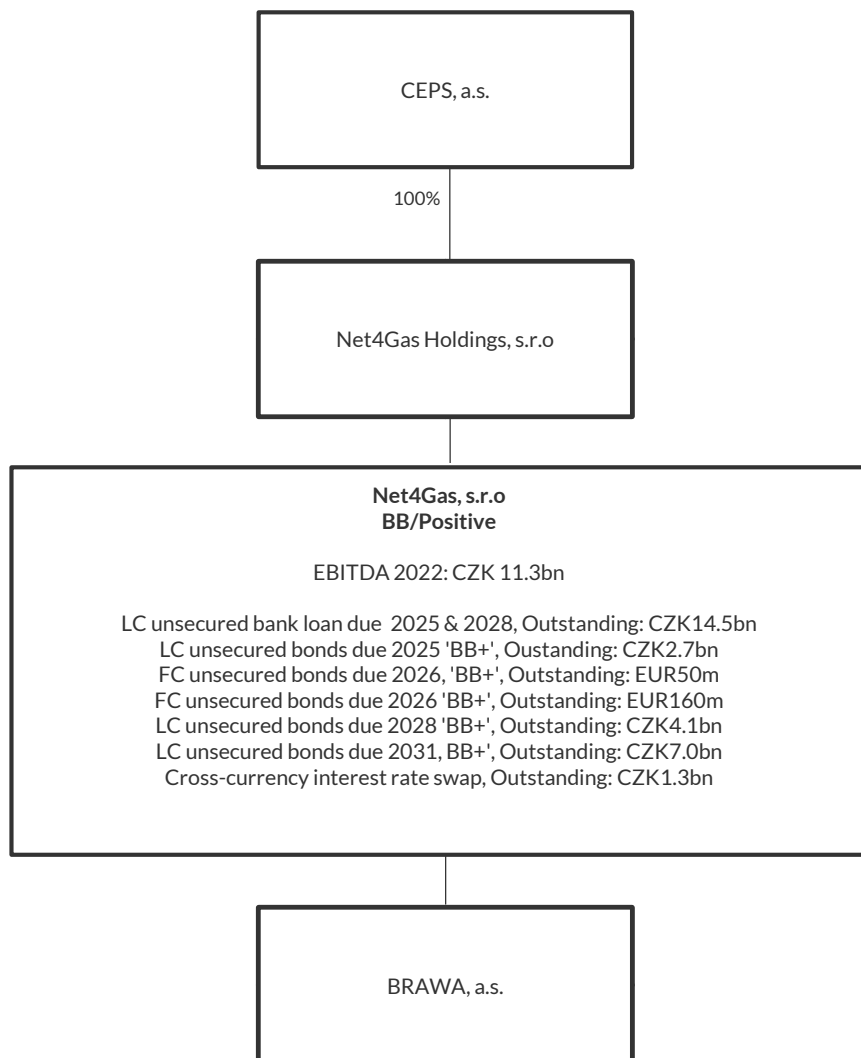 CEPS, a.s.
100%
Net4Gas Holdings, s.r.o
Net4Gas, s.r.o
BB/Positive
EBITDA 2022: CZK 11.3bn
LC unsecured bank loan due 2025 & 2028, Outstanding: CZK14.5bn
LC unsecured bonds due 2025 'BB+', Oustanding: CZK2.7bn
FC unsecured bonds due 2026, 'BB+', Outstanding: EUR50m
FC unsecured bonds due 2026 'BB+', Outstanding: EUR160m
LC unsecured bonds due 2028 'BB+', Outstanding: CZK4.1bn
LC unsecured bonds due 2031, BB+', Outstanding: CZK7.0bn
Cross-currency interest rate swap, Outstanding: CZK1.3bn
BRAWA, a.s.